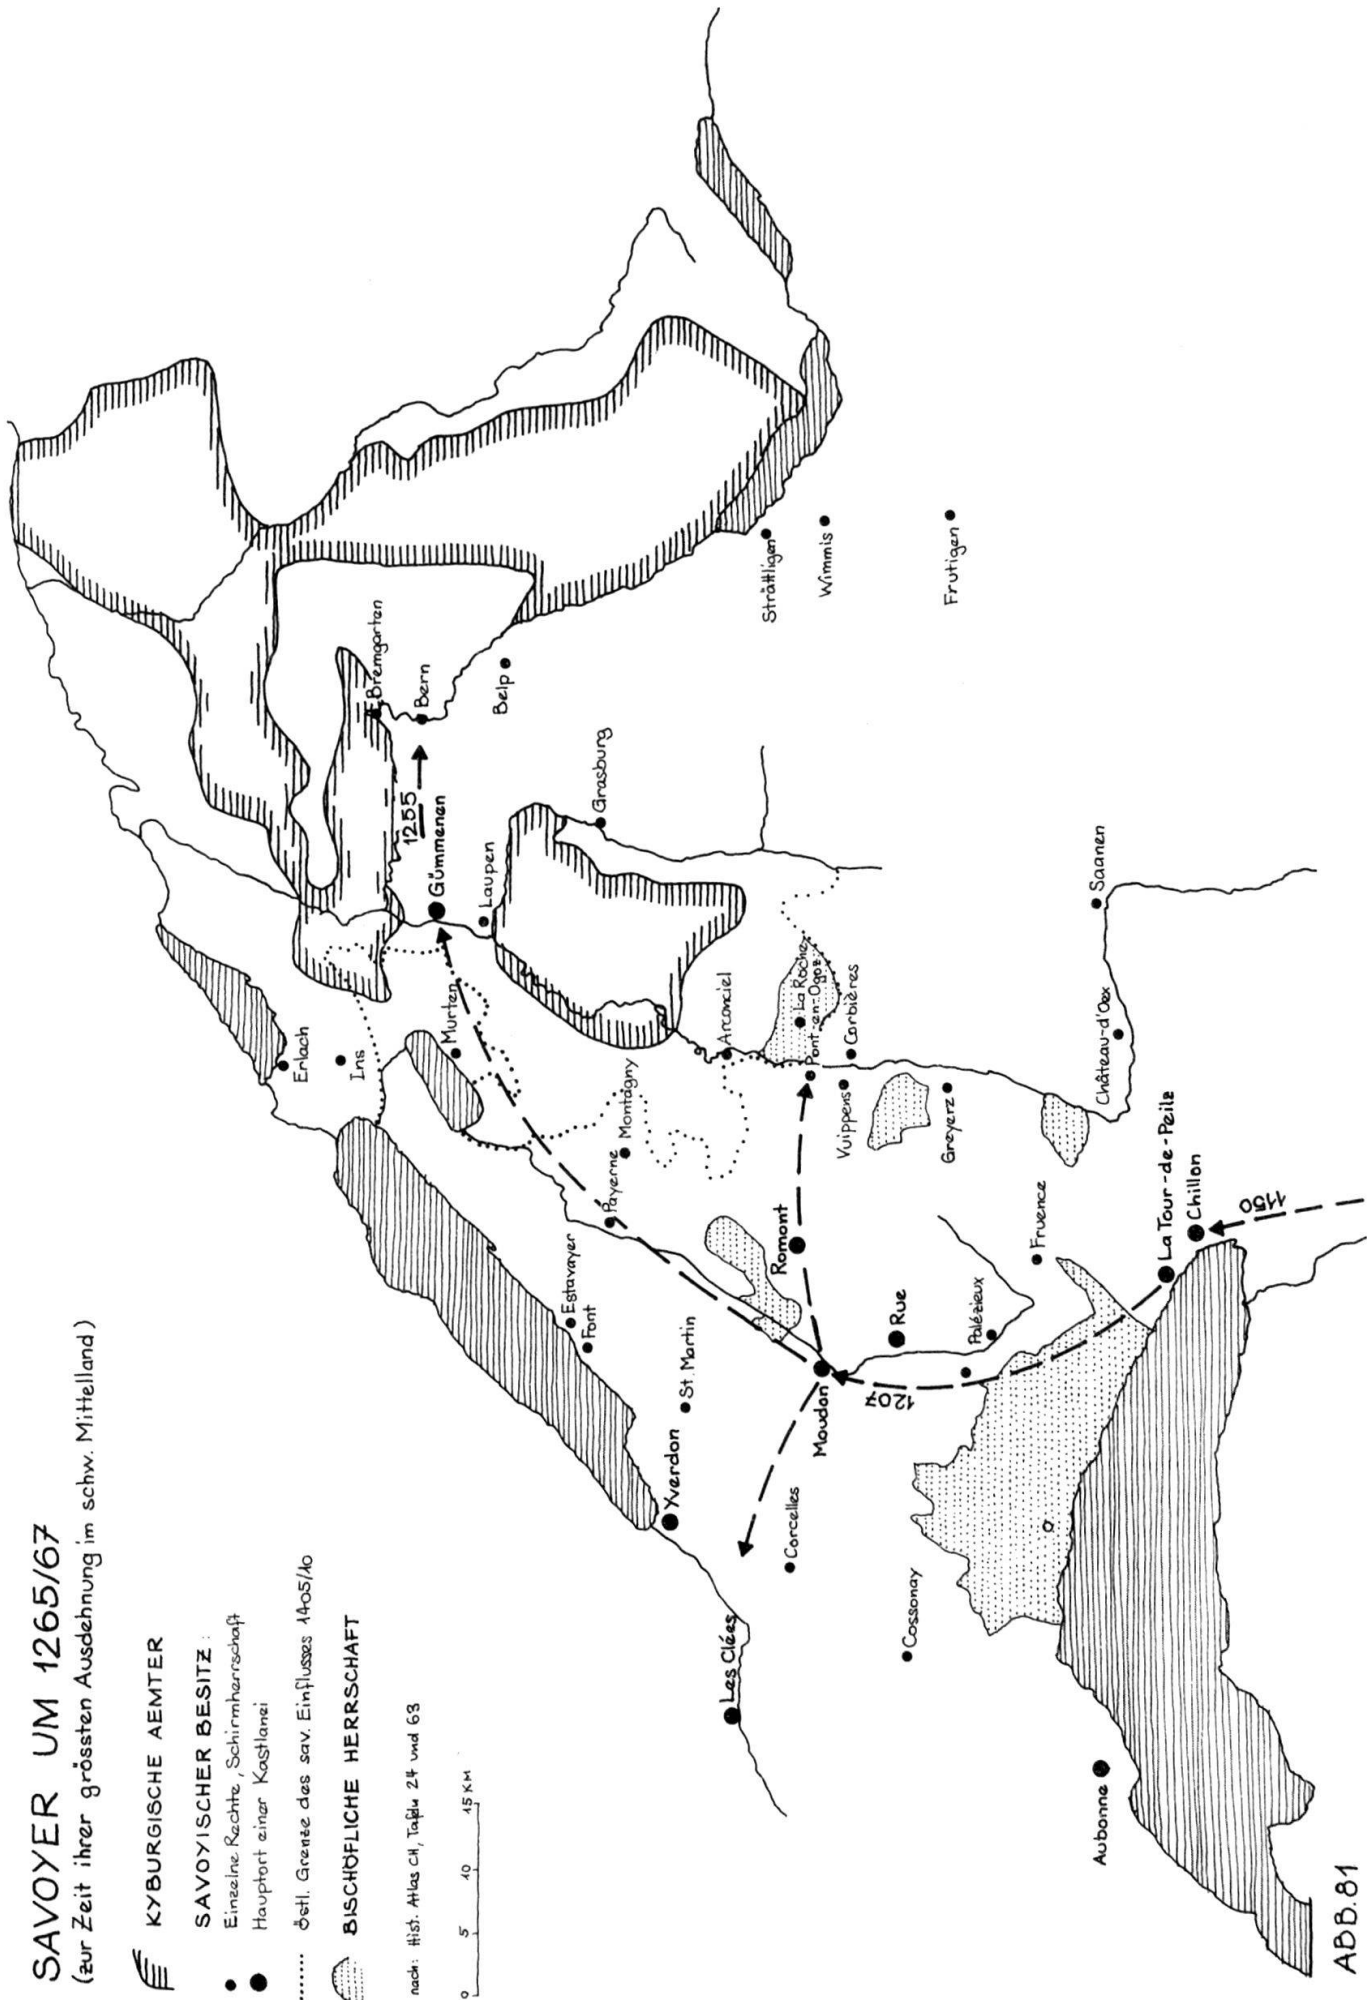 SAVOYER UM 1265/67
(zur Zeit ihrer grössten Ausdehnung im schw. Mittelland)
KYBURGISCHE AEMTER
SAVOYISCHER BESITZ:
Einzelne Rechte, Schirmherrschaft
Hauptort einer Kastlanei
östl. Grenze des sav. Einflusses 1405/10
BISCHÖFLICHE HERRSCHAFT
nach: Hist. Atlas CH, Tafeln 24 und 63
0 5 10 15 KM
Erlach
Ins
Murten
Bremgarten
Bern
1255
Gümmenen
Laupen
Belp
Grasburg
Strättligen
Wimmis
Frutigen
Estavayer
Font
Payerne
Montagny
Arconciel
La Roche
Pont-en-Ogoz
Corbières
Vuippens
Greyerz
Saanen
Château-d'Oex
Yverdon
St. Martin
Romont
Moudon
Rue
Palézieux
Fruence
1207
Les Clées
Corcelles
Cossonay
Aubonne
La Tour-de-Peilz
Chillon
1150
ABB. 81